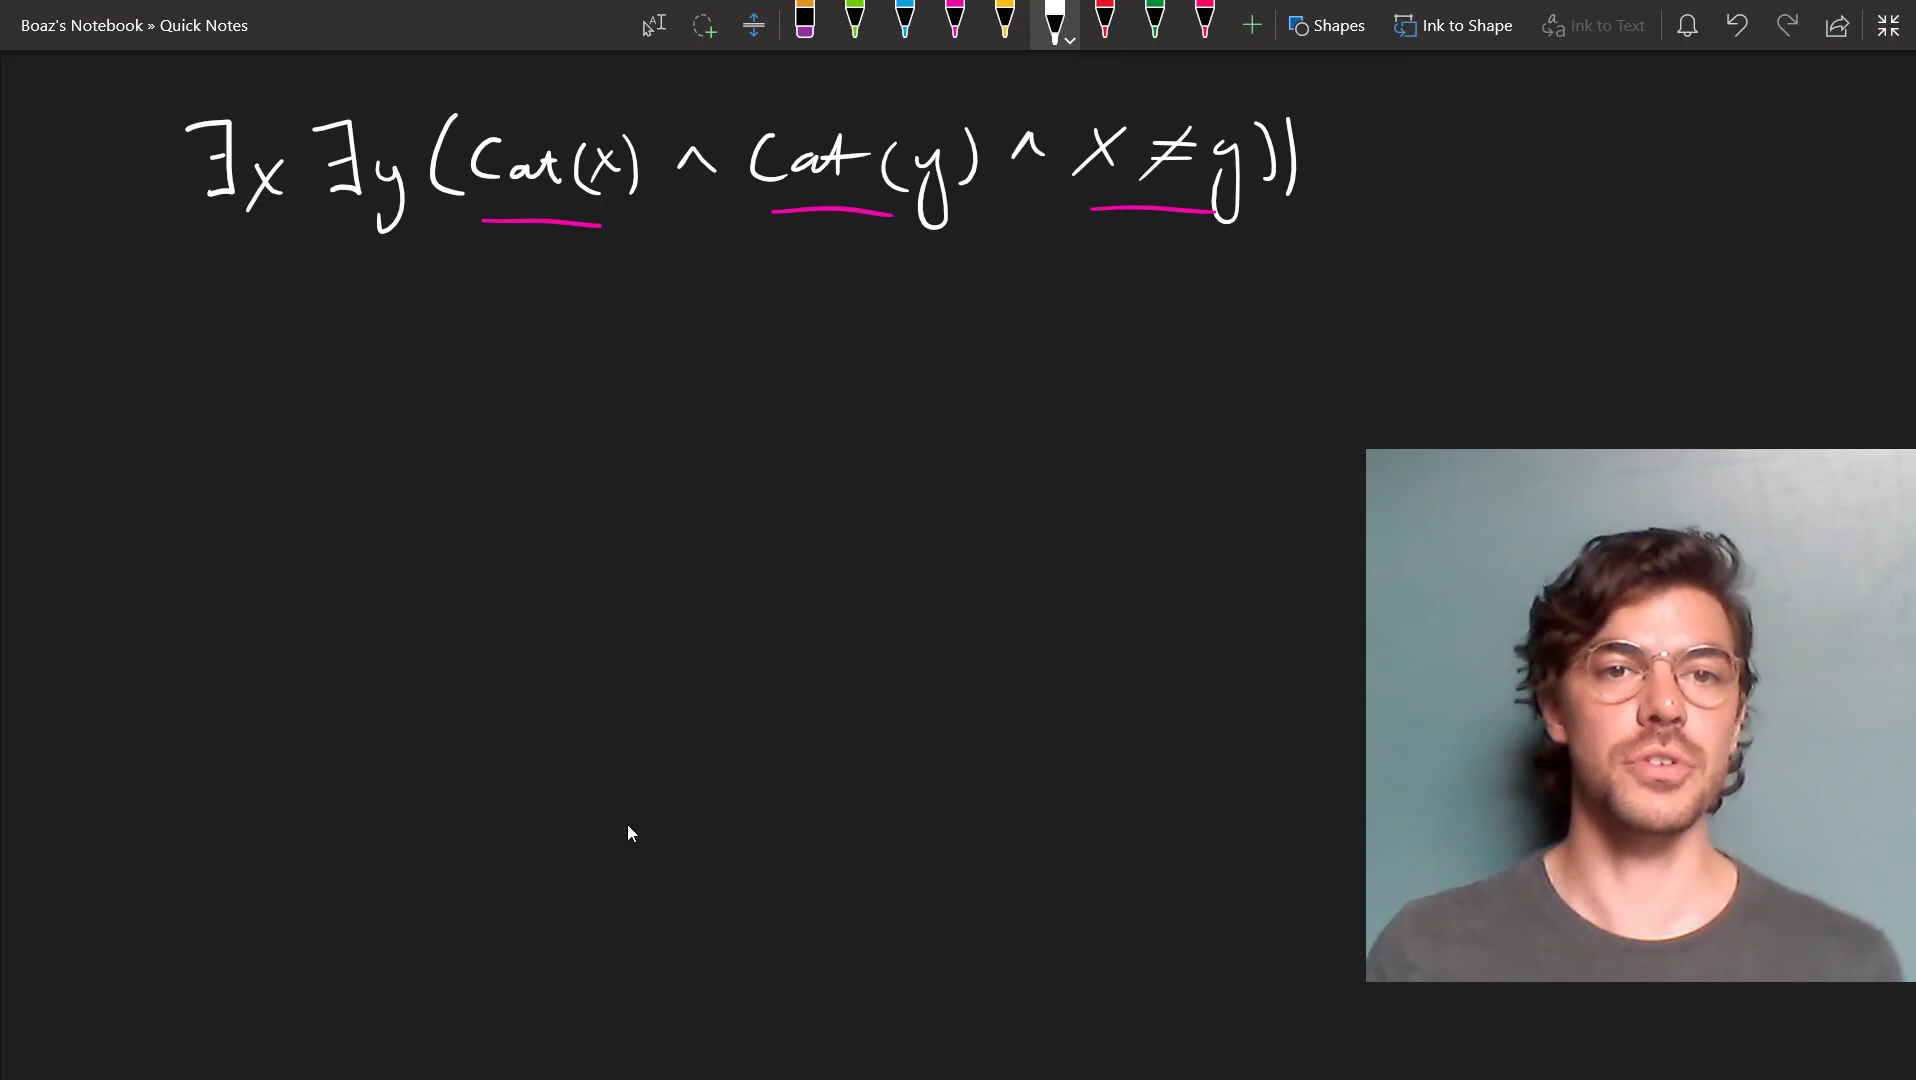 Boaz's Notebook » Quick Notes Shapes Ink to Shape Ink to Text
∃x ∃y (Cat(x) ∧ Cat(y) ∧ x ≠ y))